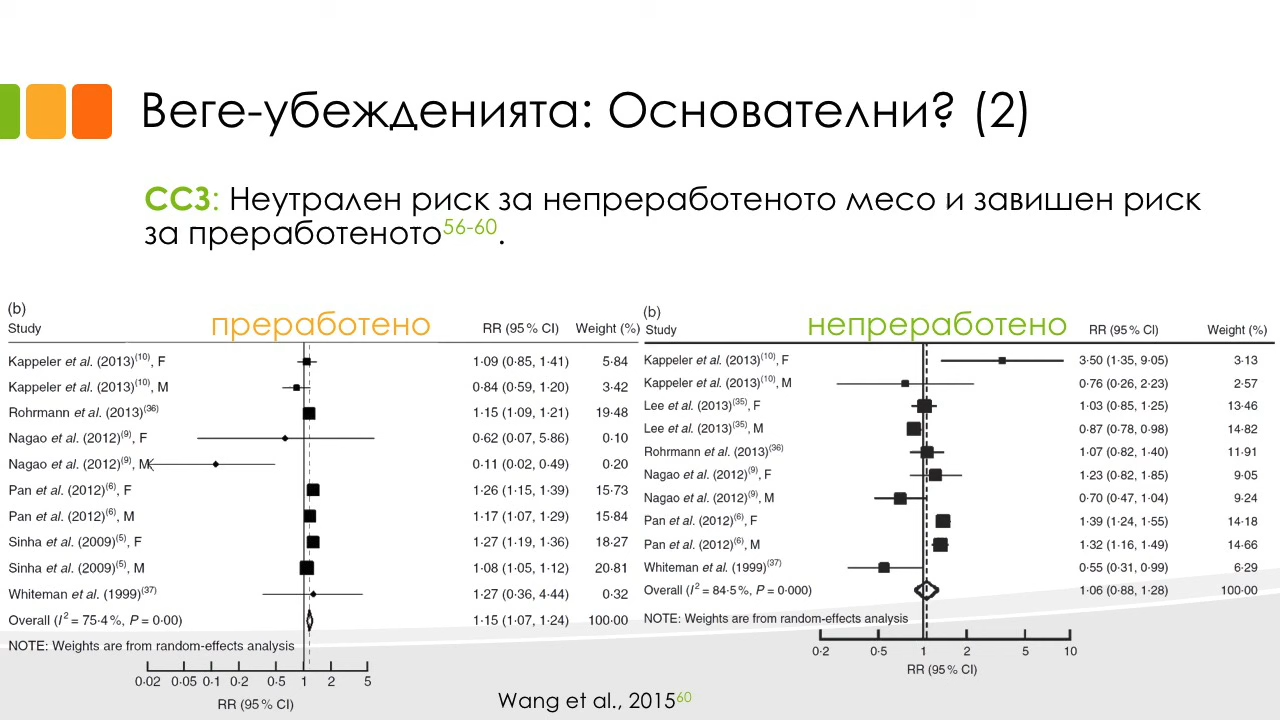 Веге-убежденията: Основателни? (2)
ССЗ: Неутрален риск за непреработеното месо и завишен риск
за преработеното56-60.
(b)
преработено
Study RR (95 % CI) Weight (%)
Kappeler et al. (2013)(10), F 1·09 (0·85, 1·41) 5·84
Kappeler et al. (2013)(10), M 0·84 (0·59, 1·20) 3·42
Rohrmann et al. (2013)(36) 1·15 (1·09, 1·21) 19·48
Nagao et al. (2012)(9), F 0·62 (0·07, 5·86) 0·10
Nagao et al. (2012)(9), M 0·11 (0·02, 0·49) 0·20
Pan et al. (2012)(6), F 1·26 (1·15, 1·39) 15·73
Pan et al. (2012)(6), M 1·17 (1·07, 1·29) 15·84
Sinha et al. (2009)(5), F 1·27 (1·19, 1·36) 18·27
Sinha et al. (2009)(5), M 1·08 (1·05, 1·12) 20·81
Whiteman et al. (1999)(37) 1·27 (0·36, 4·44) 0·32
Overall (I2 = 75·4 %, P = 0·00) 1·15 (1·07, 1·24) 100·00
NOTE: Weights are from random-effects analysis
0·02 0·05 0·1 0·2 0·5 1 2 5
RR (95 % CI)
(b)
непреработено
Study RR (95 % CI) Weight (%)
Kappeler et al. (2013)(10), F 3·50 (1·35, 9·05) 3·13
Kappeler et al. (2013)(10), M 0·76 (0·26, 2·23) 2·57
Lee et al. (2013)(35), F 1·03 (0·85, 1·25) 13·46
Lee et al. (2013)(35), M 0·87 (0·78, 0·98) 14·82
Rohrmann et al. (2013)(36) 1·07 (0·82, 1·40) 11·91
Nagao et al. (2012)(9), F 1·23 (0·82, 1·85) 9·05
Nagao et al. (2012)(9), M 0·70 (0·47, 1·04) 9·24
Pan et al. (2012)(6), F 1·39 (1·24, 1·55) 14·18
Pan et al. (2012)(6), M 1·32 (1·16, 1·49) 14·66
Whiteman et al. (1999)(37) 0·55 (0·31, 0·99) 6·29
Overall (I2 = 84·5 %, P = 0·000) 1·06 (0·88, 1·28) 100·00
NOTE: Weights are from random-effects analysis
0·2 0·5 1 2 5 10
RR (95 % CI)
Wang et al., 201560